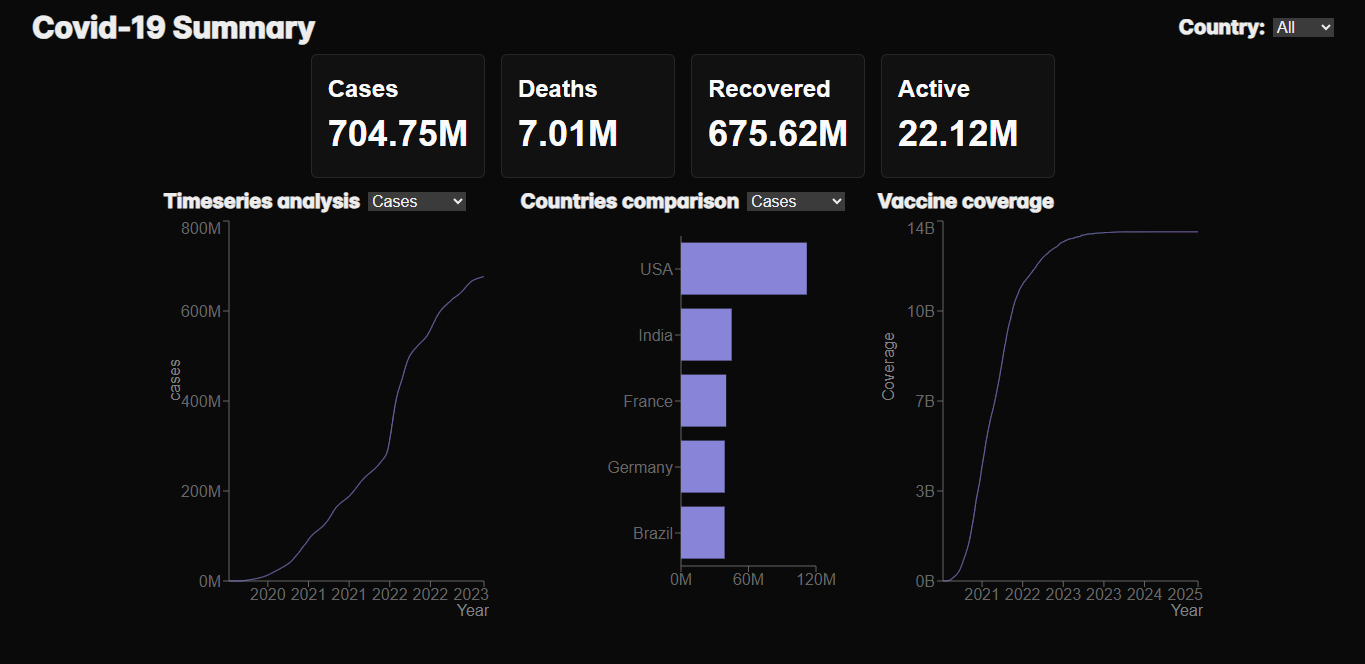 Covid-19 Summary
Country: All
Cases
704.75M
Deaths
7.01M
Recovered
675.62M
Active
22.12M
Timeseries analysis Cases
800M
600M
400M
200M
0M
cases
2020 2021 2021 2022 2022 2023
Year
Countries comparison Cases
USA
India
France
Germany
Brazil
0M 60M 120M
Vaccine coverage
14B
10B
7B
3B
0B
Coverage
2021 2022 2023 2023 2024 2025
Year